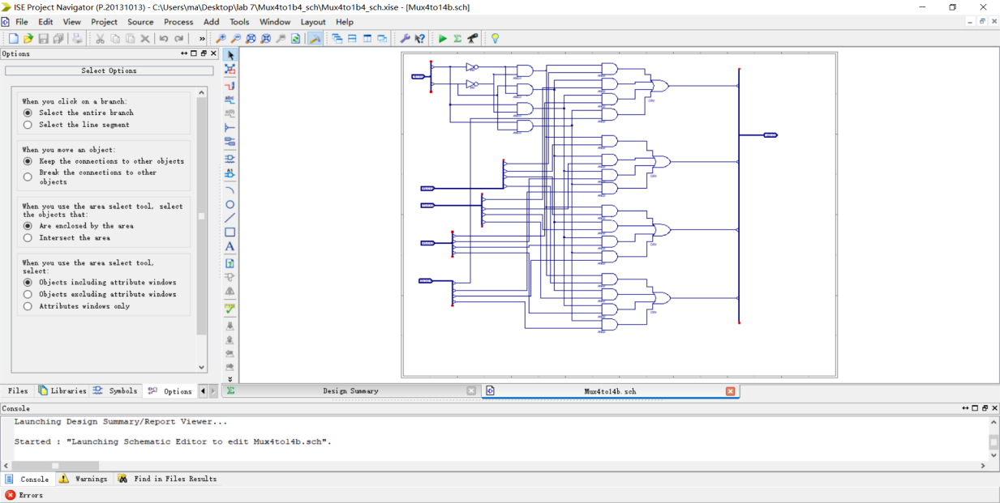 ISE Project Navigator (P.20131013) - C:\Users\ma\Desktop\lab 7\Mux4to1b4_sch\Mux4to1b4_sch.xise - [Mux4to14b.sch]
File Edit View Project Source Process Add Tools Window Layout Help
Options
Select Options
When you click on a branch:
Select the entire branch
Select the line segment
When you move an object:
Keep the connections to other objects
Break the connections to other
objects
When you use the area select tool, select
the objects that:
Are enclosed by the area
Intersect the area
When you use the area select tool,
select:
Objects including attribute windows
Objects excluding attribute windows
Attributes windows only
Files Libraries Symbols Options
Design Summary
Mux4to14b.sch
Console
Launching Design Summary/Report Viewer...
Started : "Launching Schematic Editor to edit Mux4to14b.sch".
Console Warnings Find in Files Results
Errors